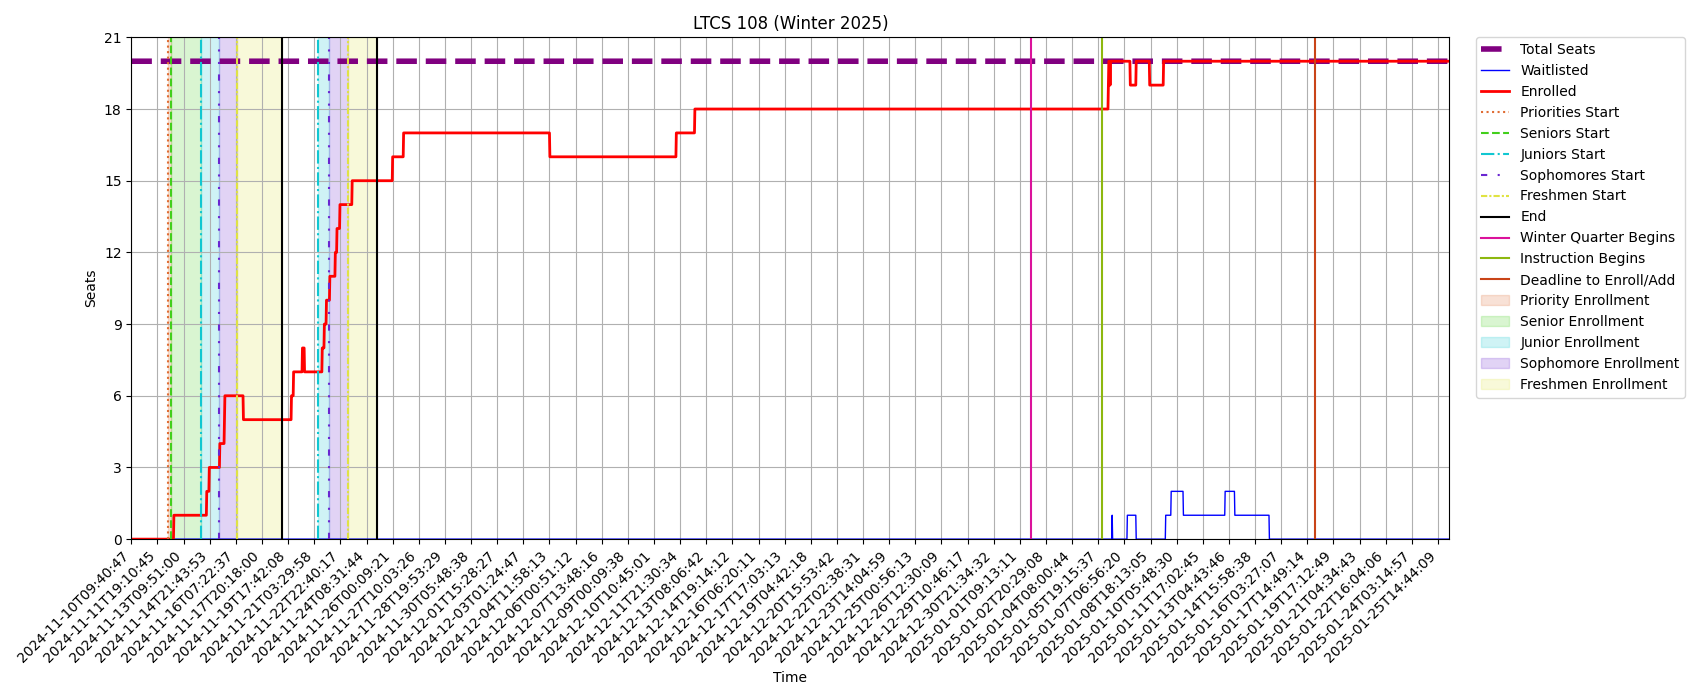 LTCS 108 (Winter 2025)
21
18
15
12
9
6
3
0
Seats
2024-11-10T09:40:47
2024-11-11T19:10:45
2024-11-13T09:51:00
2024-11-14T21:43:53
2024-11-16T07:22:37
2024-11-17T20:18:00
2024-11-19T17:42:08
2024-11-21T03:29:58
2024-11-22T22:40:17
2024-11-24T08:31:44
2024-11-26T00:09:21
2024-11-27T10:03:26
2024-11-28T19:53:29
2024-11-30T05:48:38
2024-12-01T15:28:27
2024-12-03T01:24:47
2024-12-04T11:58:13
2024-12-06T00:51:12
2024-12-07T13:48:16
2024-12-09T00:09:38
2024-12-10T10:45:01
2024-12-11T21:30:34
2024-12-13T08:06:42
2024-12-14T19:14:12
2024-12-16T06:20:11
2024-12-17T17:03:13
2024-12-19T04:42:18
2024-12-20T15:53:42
2024-12-22T02:38:31
2024-12-23T14:04:59
2024-12-25T00:56:13
2024-12-26T12:30:09
2024-12-29T10:46:17
2024-12-30T21:34:32
2025-01-01T09:13:11
2025-01-02T20:29:08
2025-01-04T08:00:44
2025-01-05T19:15:37
2025-01-07T06:56:20
2025-01-08T18:13:05
2025-01-10T05:48:30
2025-01-11T17:02:45
2025-01-13T04:43:46
2025-01-14T15:58:38
2025-01-16T03:27:07
2025-01-17T14:49:14
2025-01-19T17:12:49
2025-01-21T04:34:43
2025-01-22T16:04:06
2025-01-24T03:14:57
2025-01-25T14:44:09
Time
Total Seats
Waitlisted
Enrolled
Priorities Start
Seniors Start
Juniors Start
Sophomores Start
Freshmen Start
End
Winter Quarter Begins
Instruction Begins
Deadline to Enroll/Add
Priority Enrollment
Senior Enrollment
Junior Enrollment
Sophomore Enrollment
Freshmen Enrollment